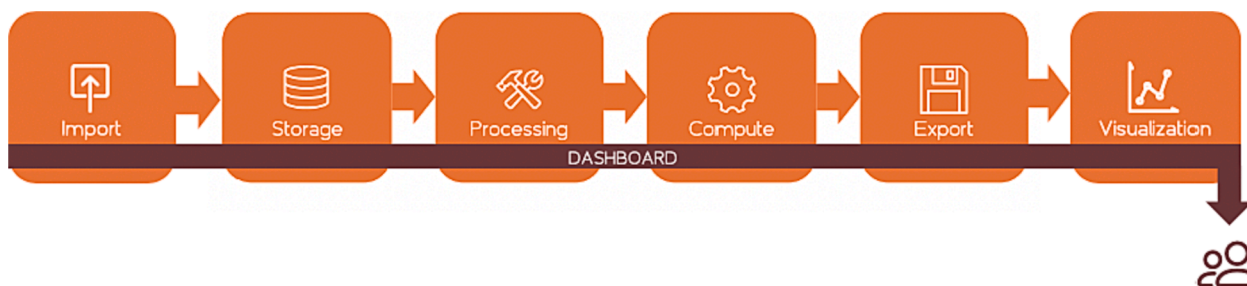 Import
Storage
Processing
Compute
Export
Visualization
DASHBOARD